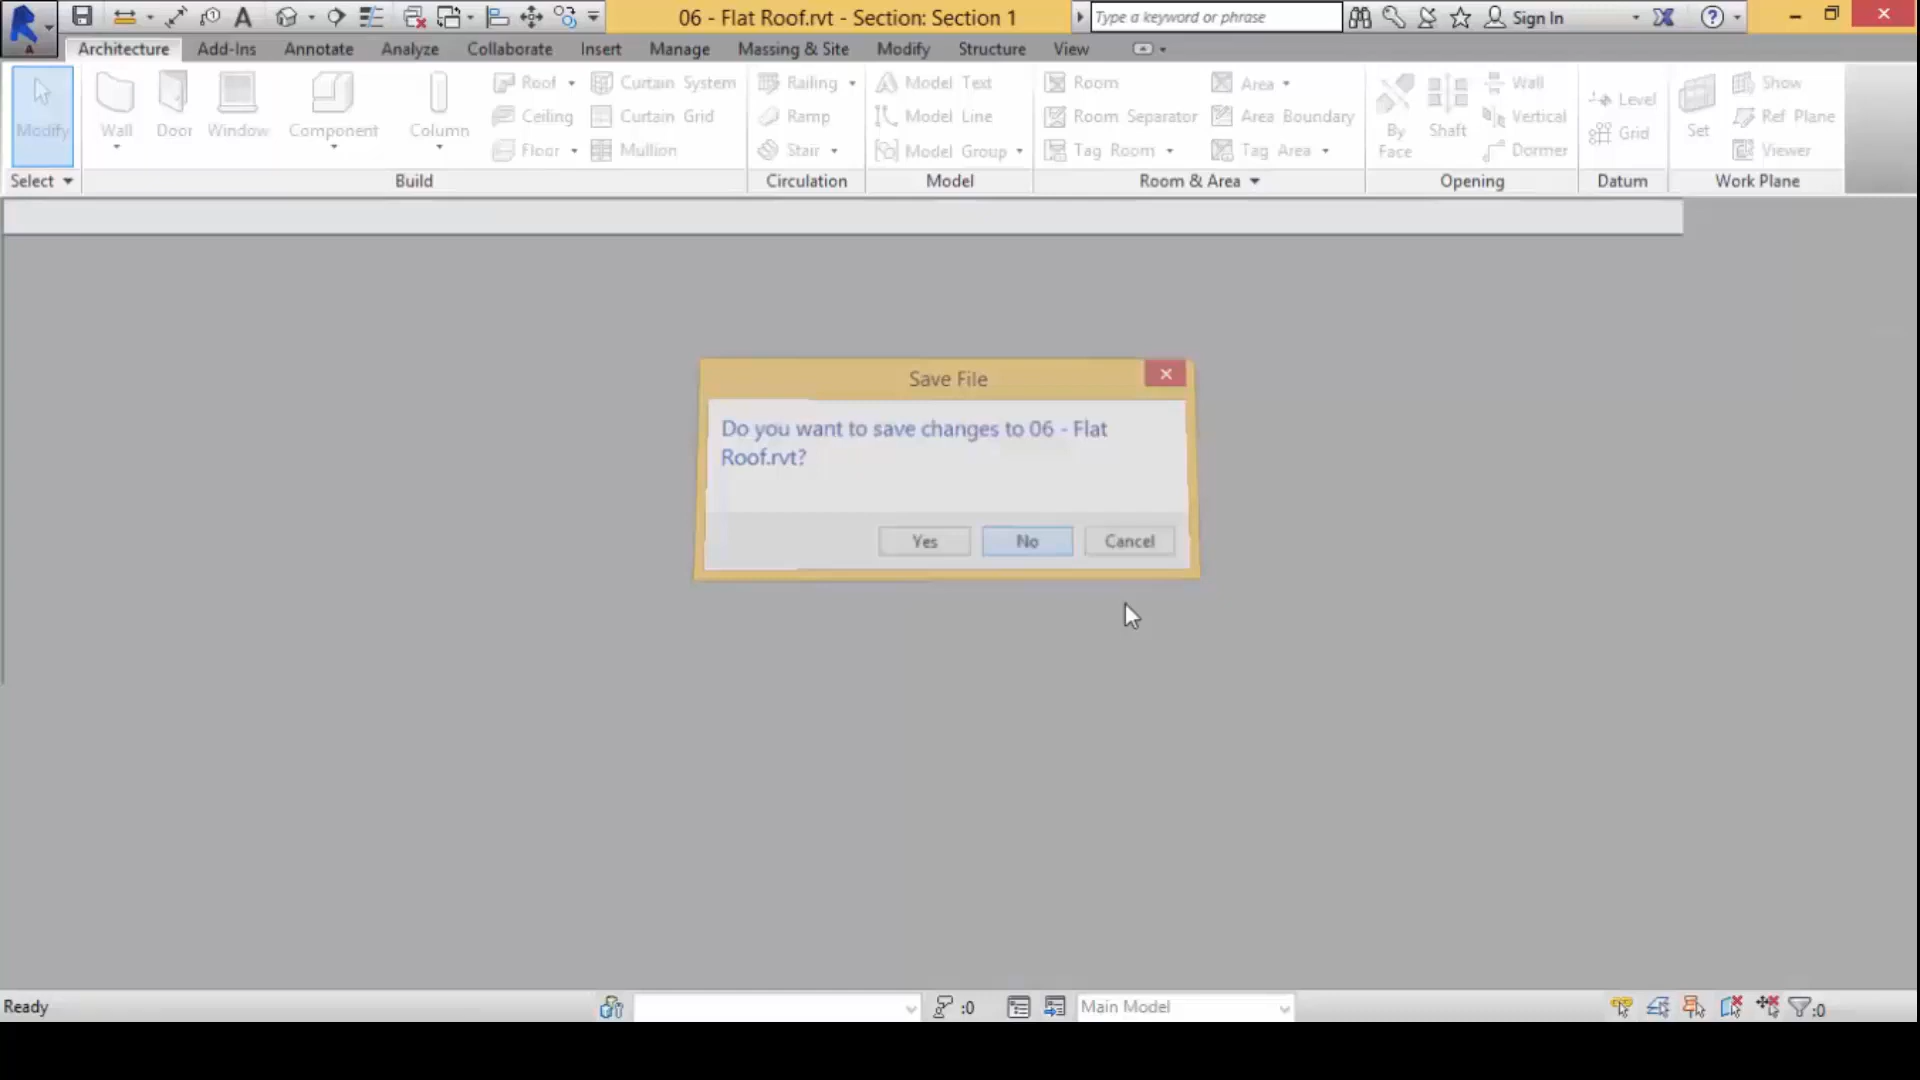 06 - Flat Roof.rvt - Section: Section 1
Type a keyword or phrase
Sign In
Architecture Add-Ins Annotate Analyze Collaborate Insert Manage Massing & Site Modify Structure View
Modify
Wall
Door
Window
Component
Column
Roof
Ceiling
Floor
Curtain System
Curtain Grid
Mullion
Railing
Ramp
Stair
Model Text
Model Line
Model Group
Room
Room Separator
Tag Room
Area
Area Boundary
Tag Area
By
Face
Shaft
Wall
Vertical
Dormer
Level
Grid
Set
Show
Ref Plane
Viewer
Select
Build
Circulation
Model
Room & Area
Opening
Datum
Work Plane
Save File
Do you want to save changes to 06 - Flat
Roof.rvt?
Yes No Cancel
Ready
:0
Main Model
:0